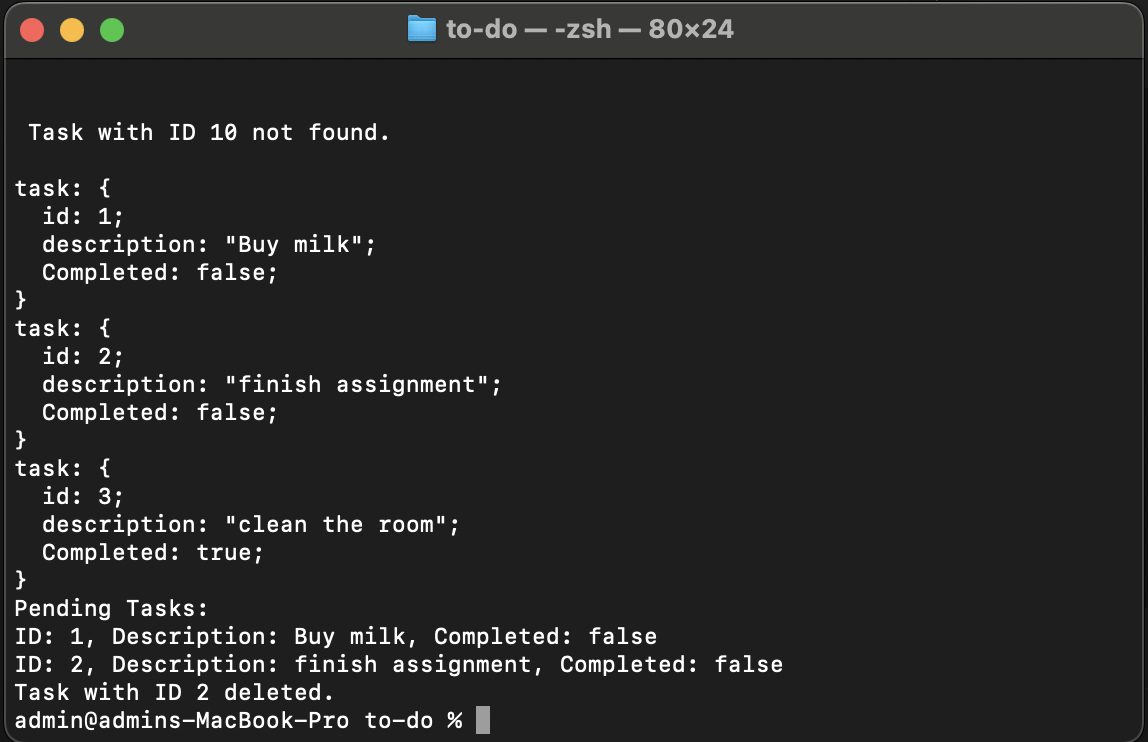 to-do — -zsh — 80×24
Task with ID 10 not found.
task: {
  id: 1;
  description: "Buy milk";
  Completed: false;
}
task: {
  id: 2;
  description: "finish assignment";
  Completed: false;
}
task: {
  id: 3;
  description: "clean the room";
  Completed: true;
}
Pending Tasks:
ID: 1, Description: Buy milk, Completed: false
ID: 2, Description: finish assignment, Completed: false
Task with ID 2 deleted.
admin@admins-MacBook-Pro to-do %